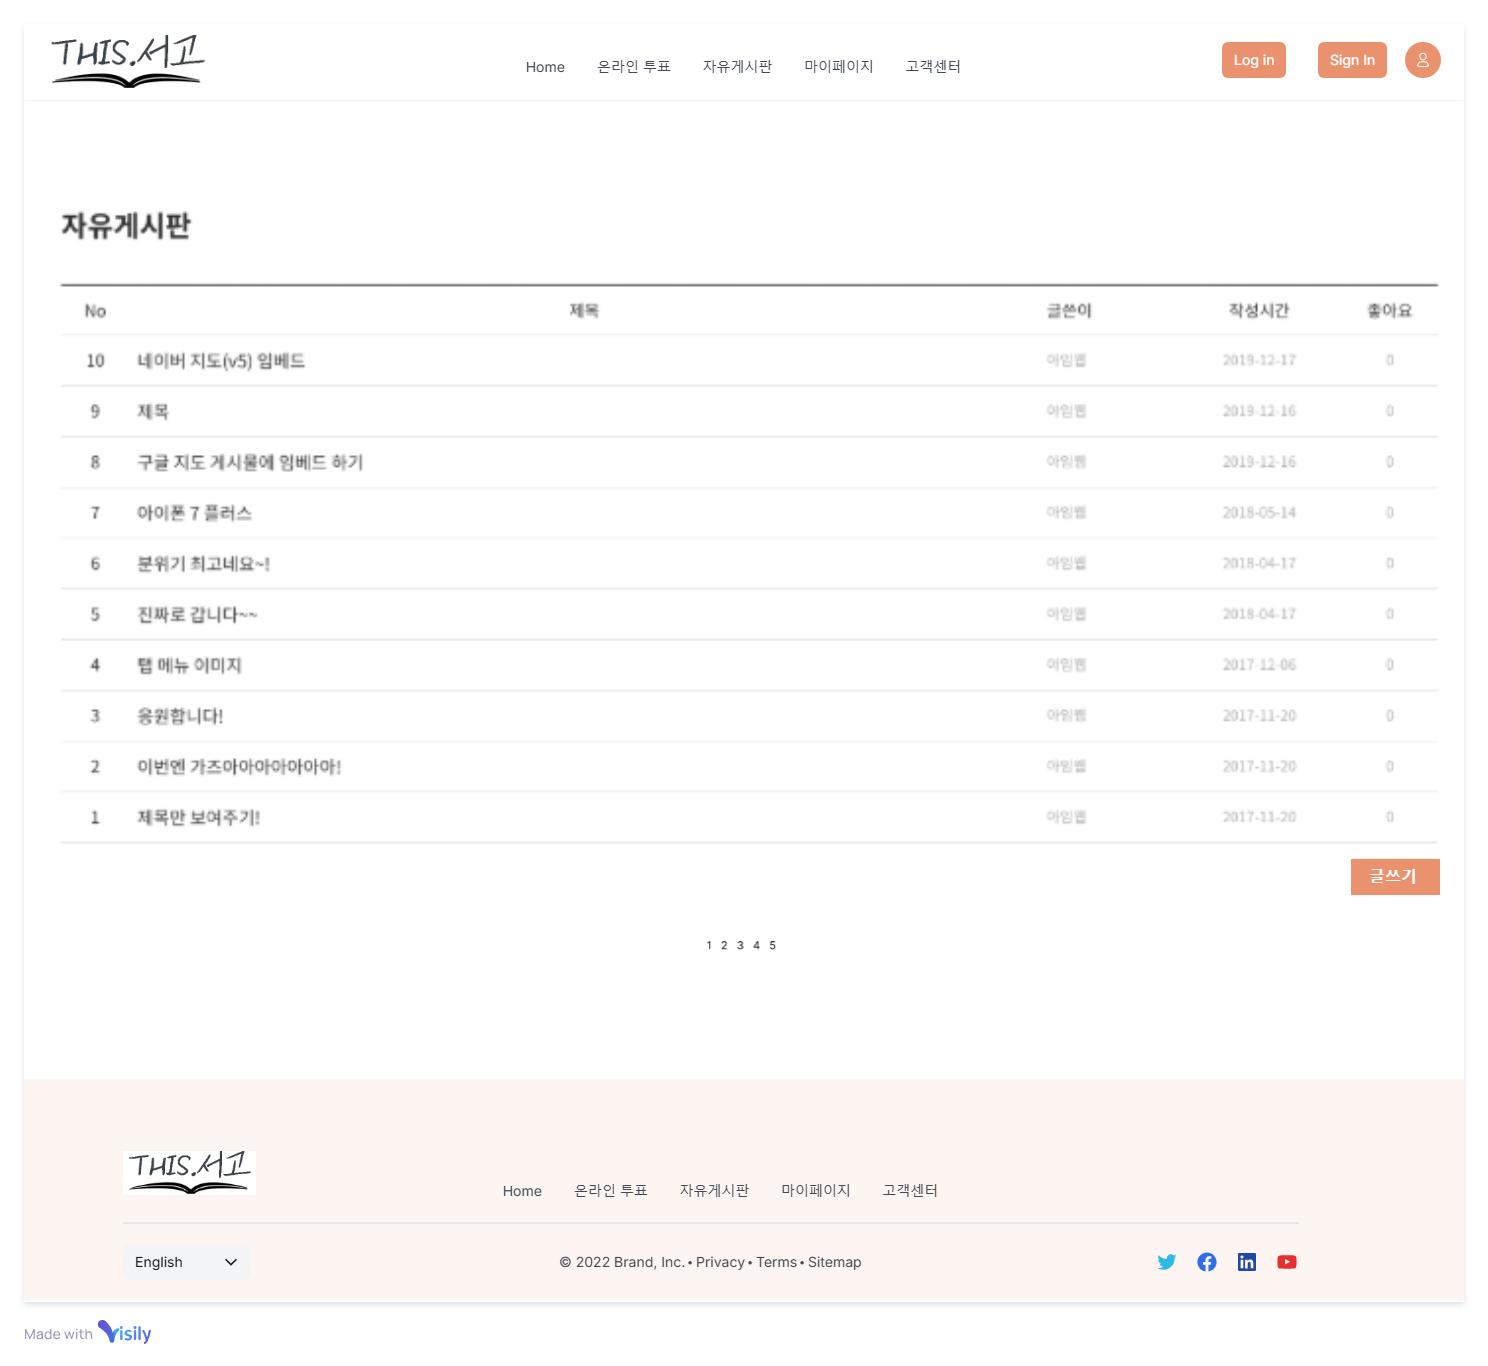 THIS.서고
Home 온라인 투표 자유게시판 마이페이지 고객센터 Log in Sign In
자유게시판
No 제목 글쓴이 작성시간 좋아요
10 네이버 지도(v5) 임베드 아임웹 2019-12-17 0
9 제목 아임웹 2019-12-16 0
8 구글 지도 게시물에 임베드 하기 아임웹 2019-12-16 0
7 아이폰 7 플러스 아임웹 2018-05-14 0
6 분위기 최고네요~! 아임웹 2018-04-17 0
5 진짜로 갑니다~~ 아임웹 2018-04-17 0
4 탭 메뉴 이미지 아임웹 2017-12-06 0
3 응원합니다! 아임웹 2017-11-20 0
2 이번엔 가즈아아아아아아아! 아임웹 2017-11-20 0
1 제목만 보여주기! 아임웹 2017-11-20 0
글쓰기
1 2 3 4 5
THIS.서고
Home 온라인 투표 자유게시판 마이페이지 고객센터
English © 2022 Brand, Inc. • Privacy • Terms • Sitemap
Made with Visily